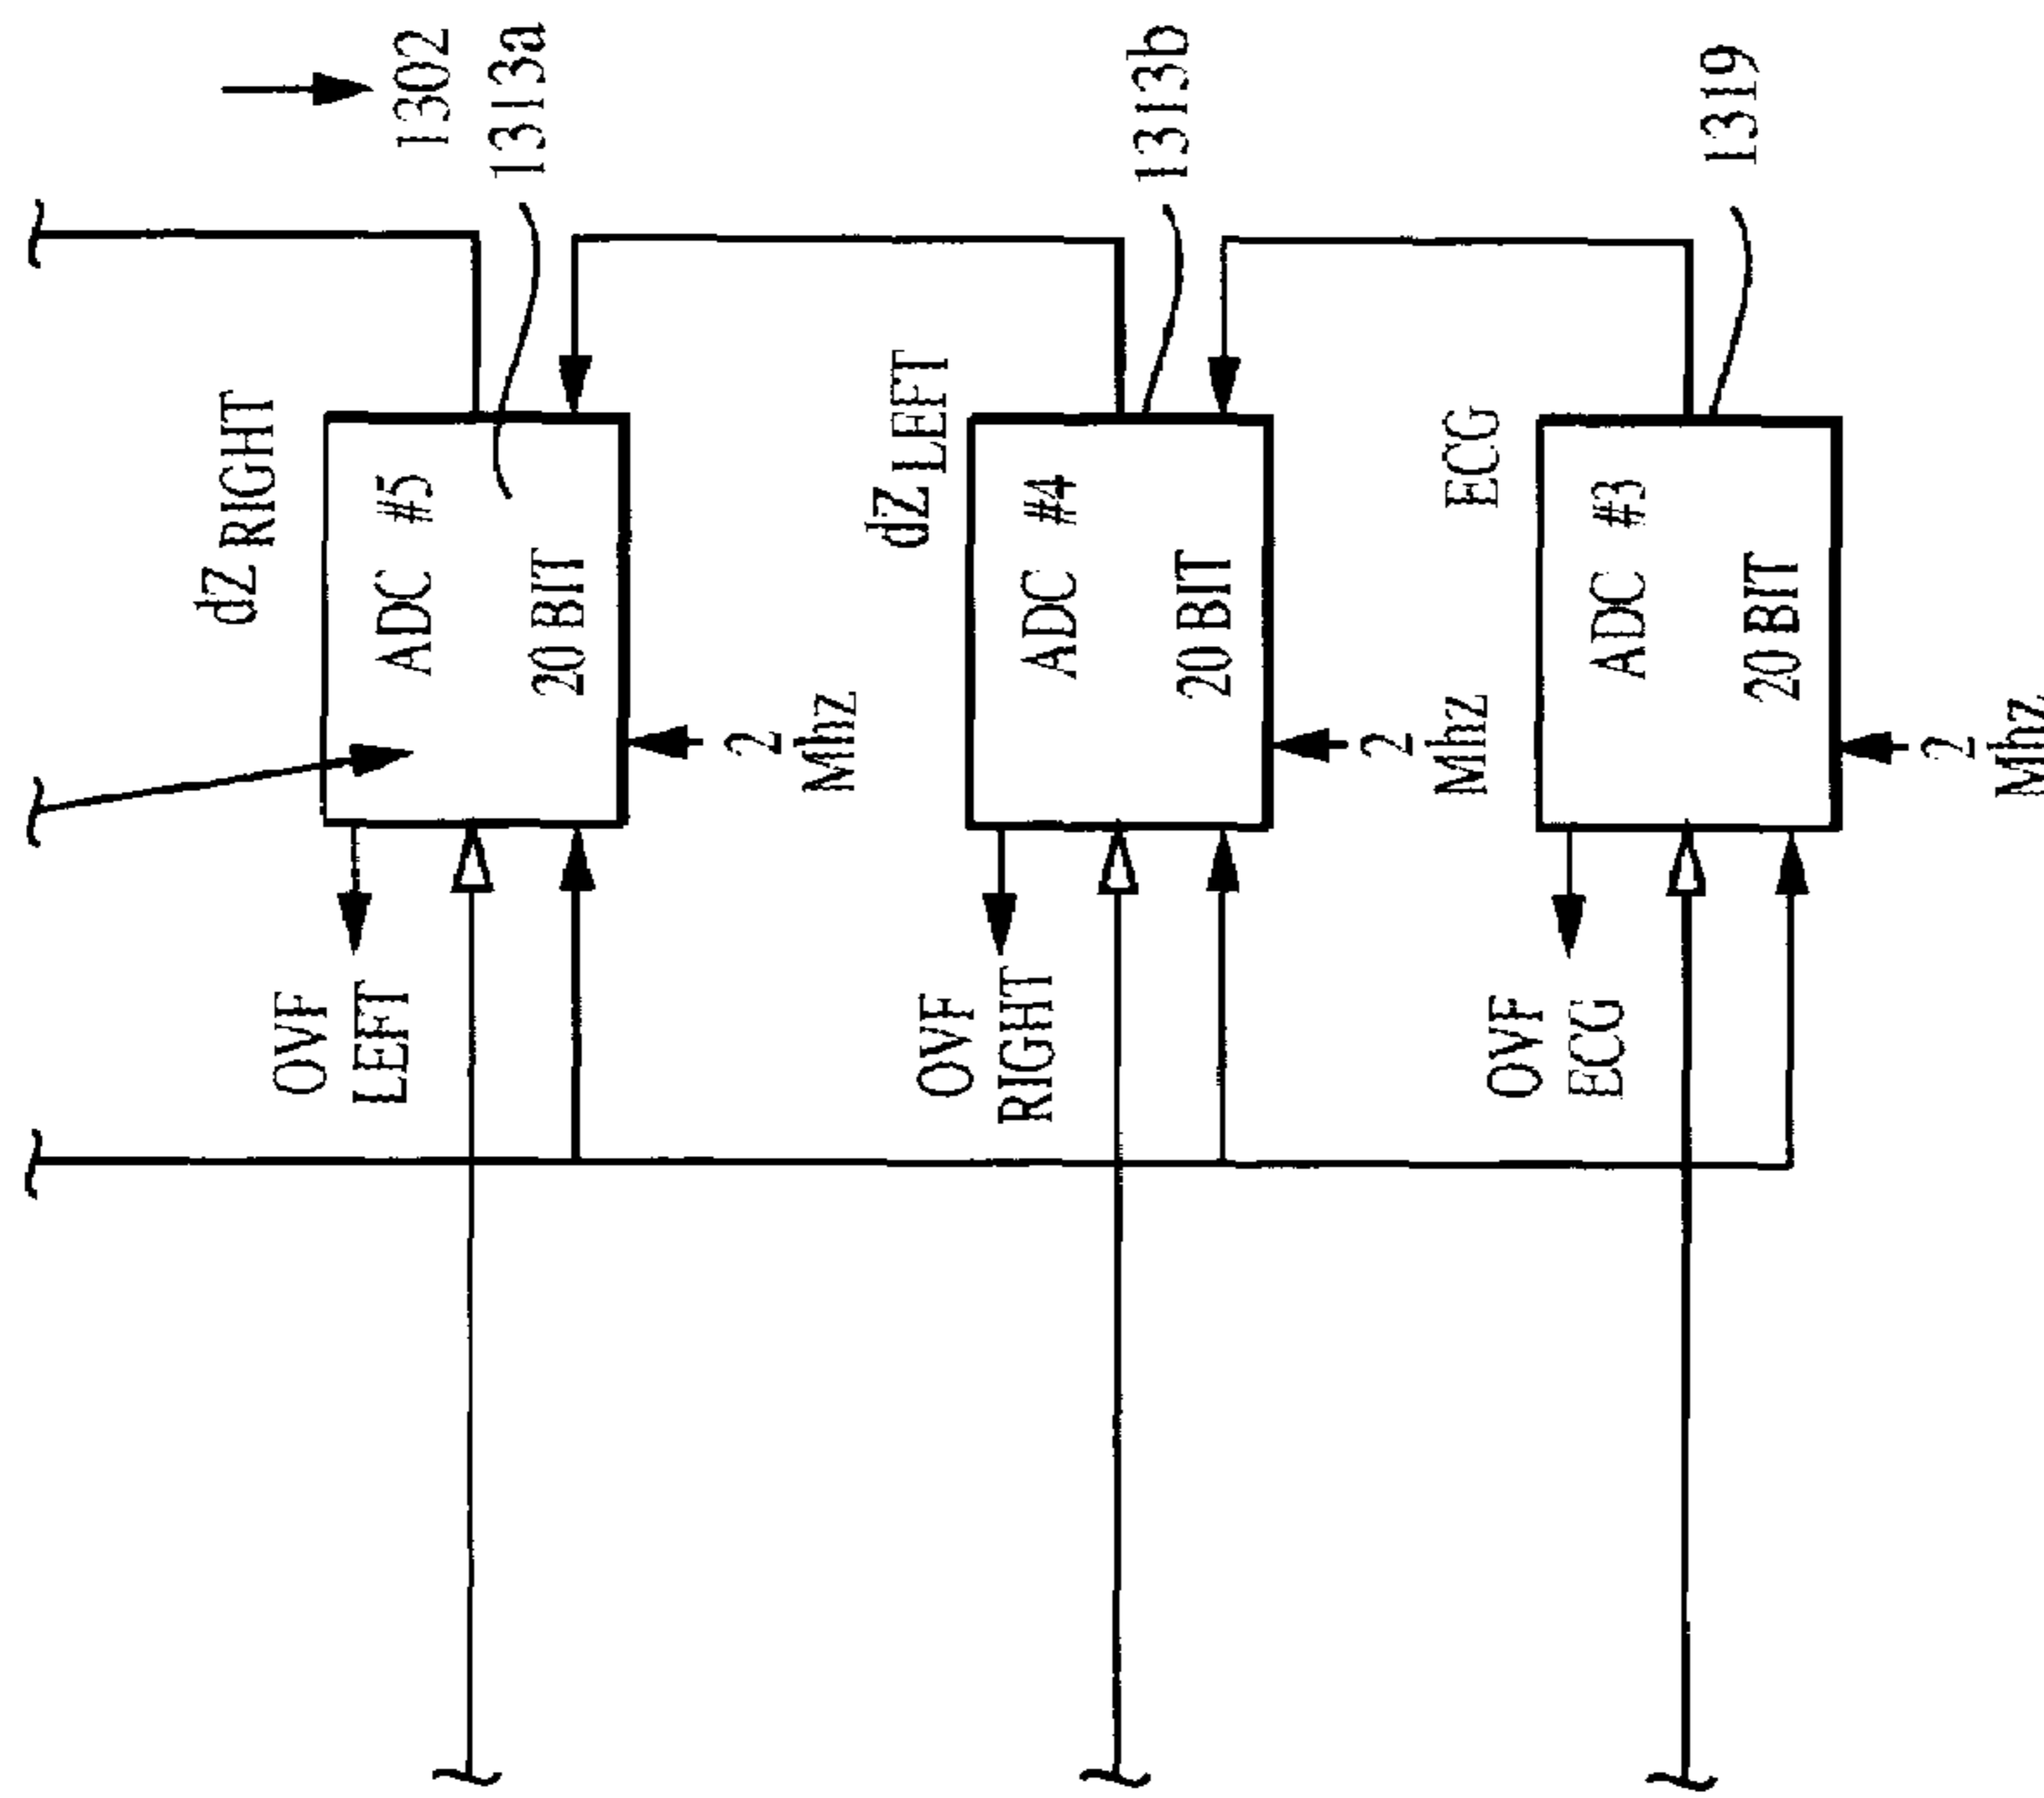 1302
1313a
dZ RIGHT
ADC #5
20 BIT
2
Mhz
OVF
LEFT
1313b
dZ LEFT
ADC #4
20 BIT
2
Mhz
OVF
RIGHT
1319
ECG
ADC #3
20 BIT
2
Mhz
OVF
ECG